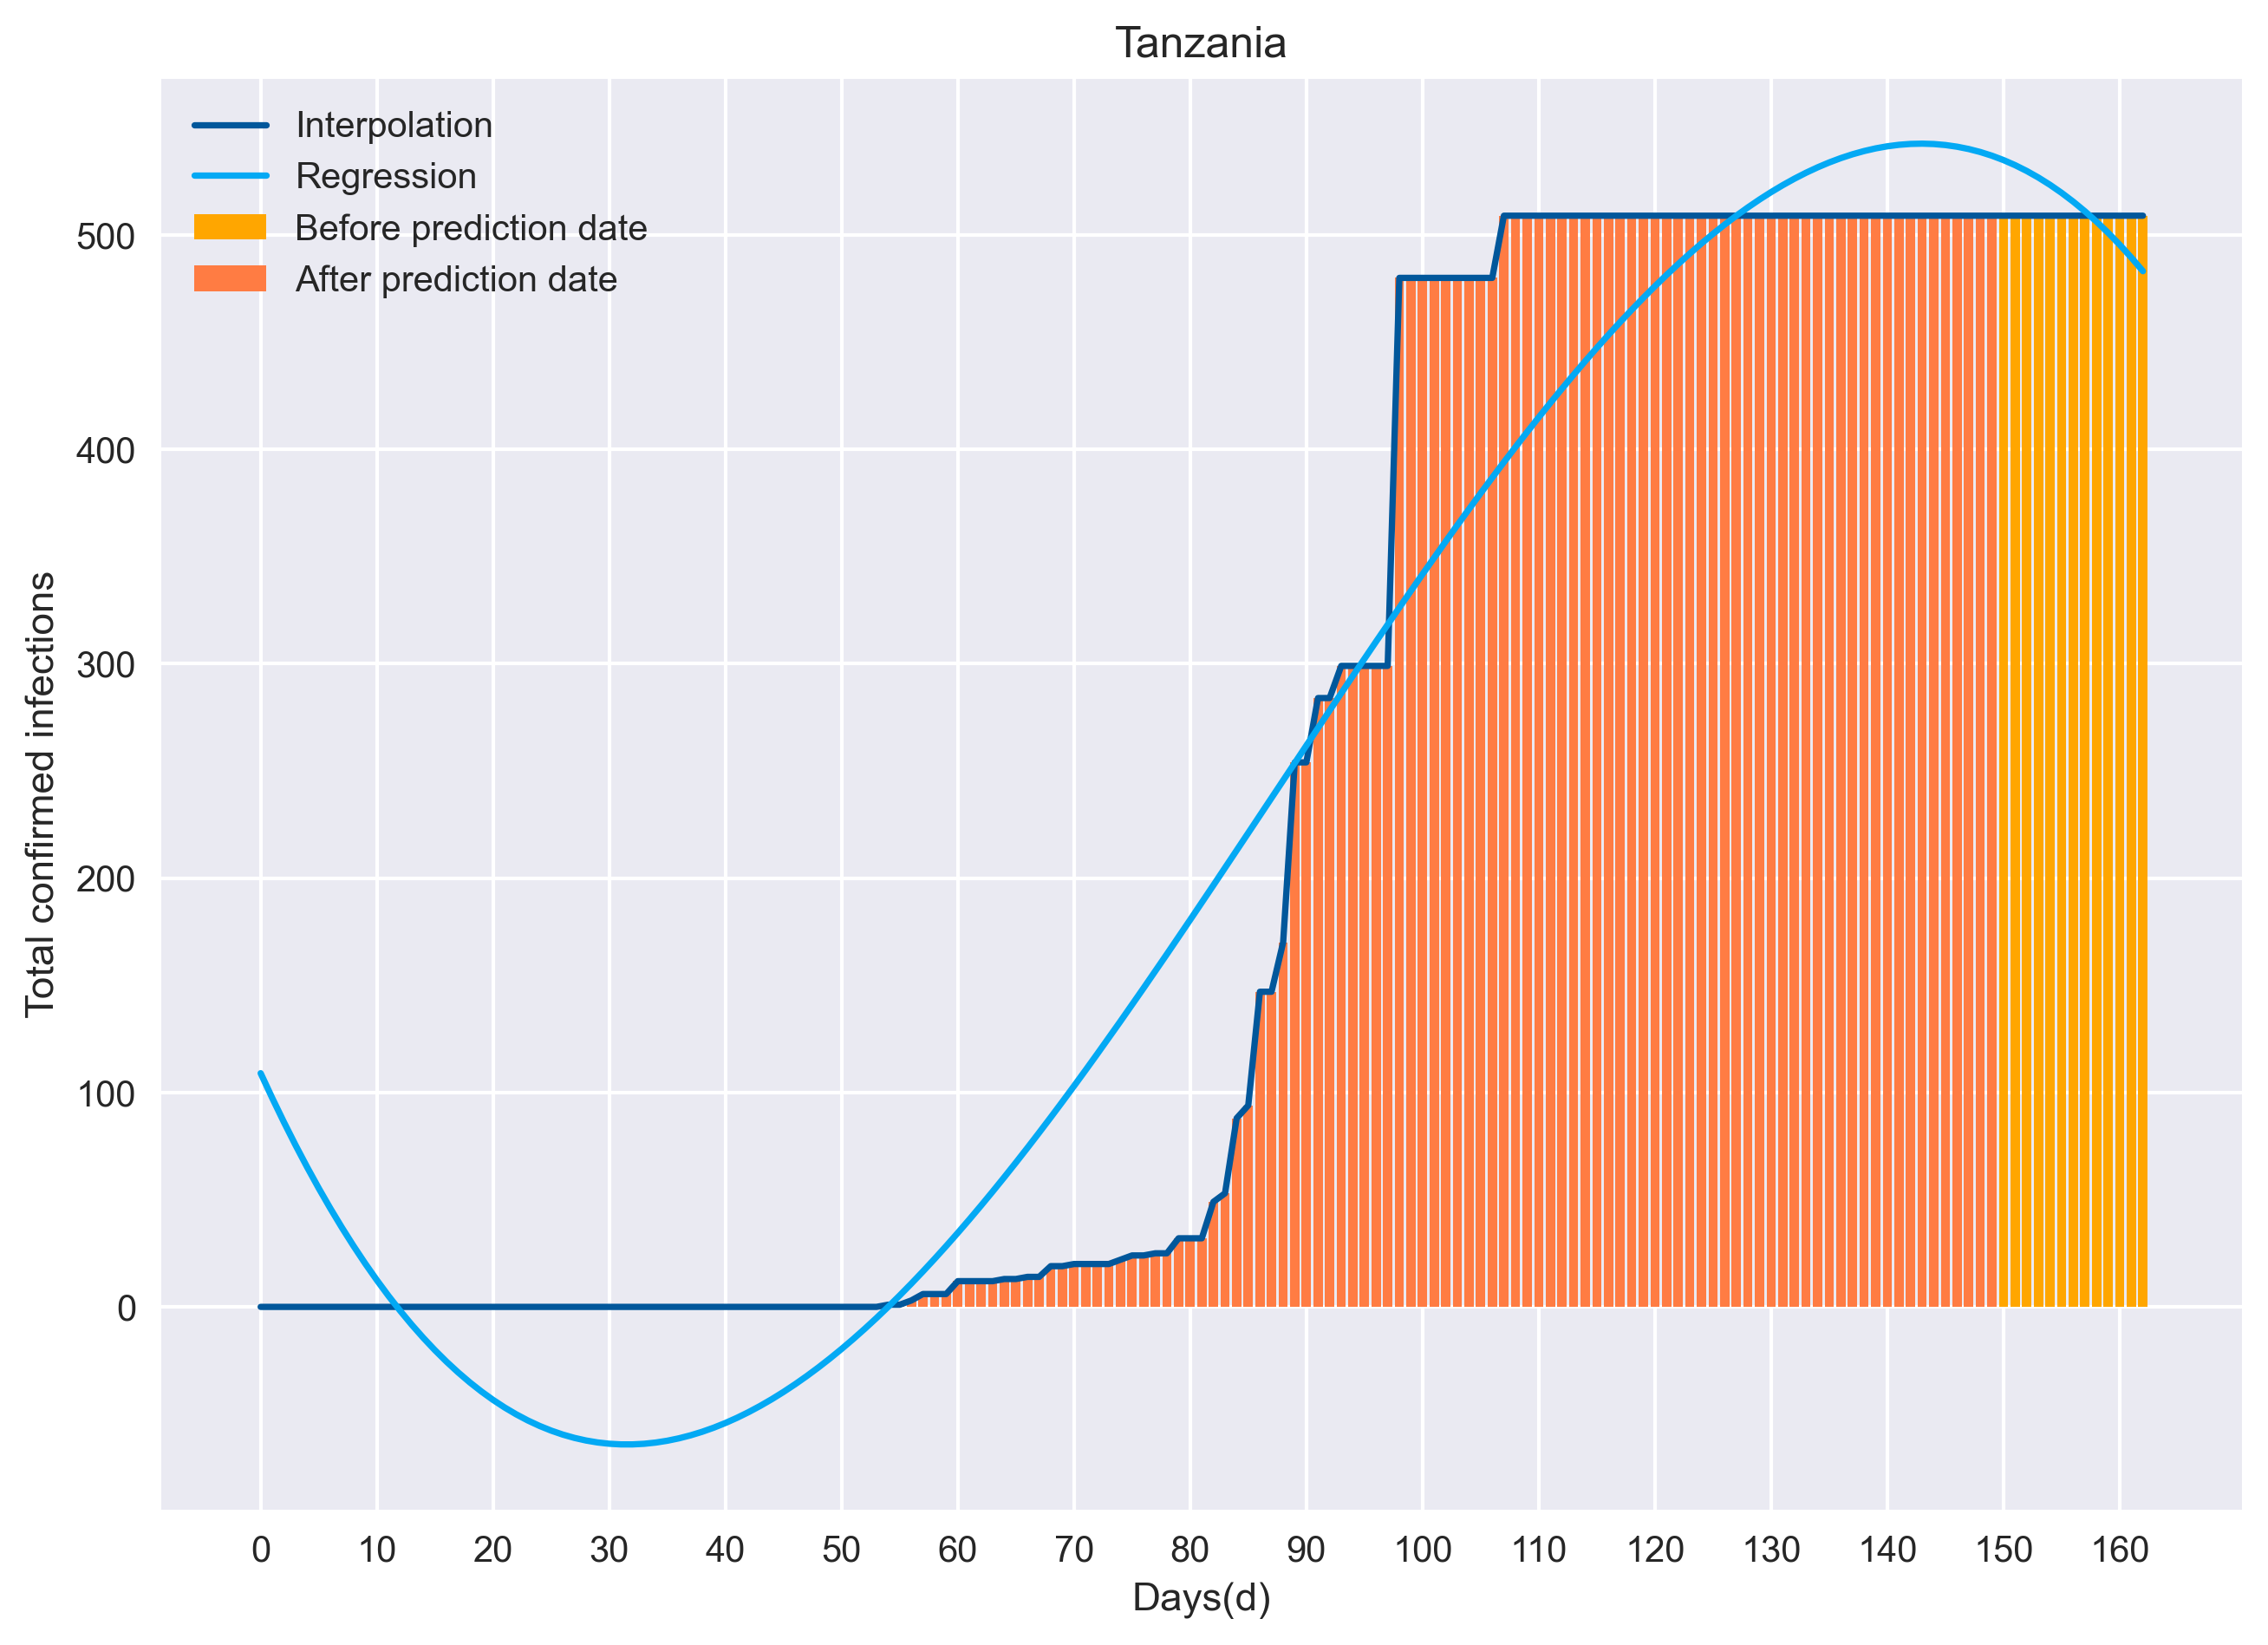 Tanzania
Interpolation
Regression
Before prediction date
After prediction date
Total confirmed infections
500
400
300
200
100
0
0 10 20 30 40 50 60 70 80 90 100 110 120 130 140 150 160
Days(d)